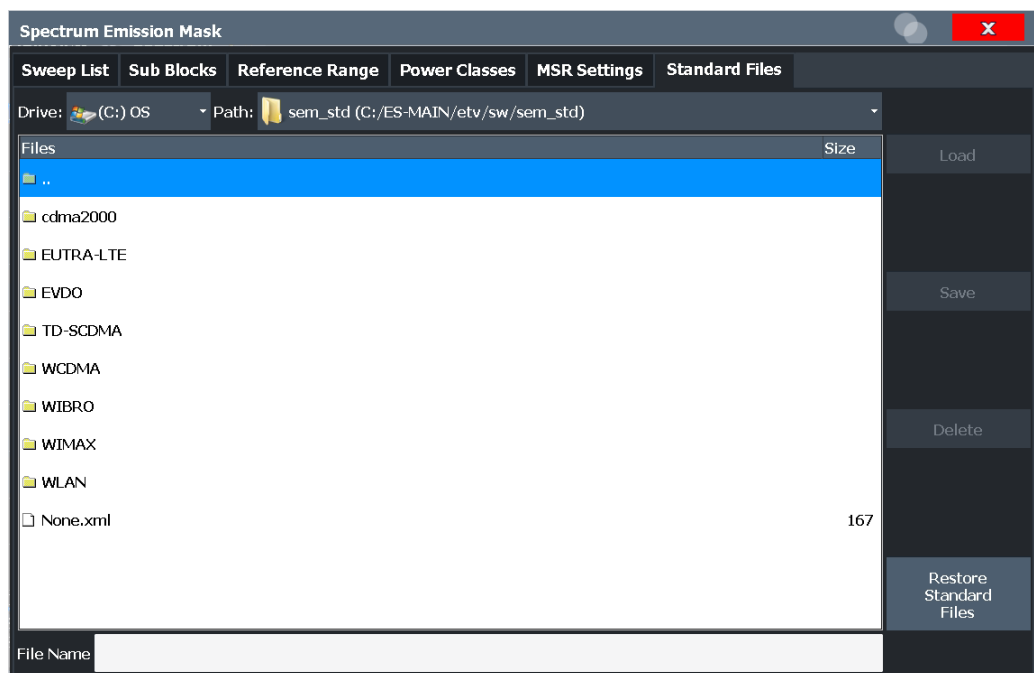 Spectrum Emission Mask
X
Sweep List Sub Blocks Reference Range Power Classes MSR Settings Standard Files
Drive: (C:) OS Path: sem_std (C:/ES-MAIN/etv/sw/sem_std)
Files Size
..
cdma2000
EUTRA-LTE
EVDO
TD-SCDMA
WCDMA
WIBRO
WIMAX
WLAN
None.xml 167
Load
Save
Delete
Restore
Standard
Files
File Name